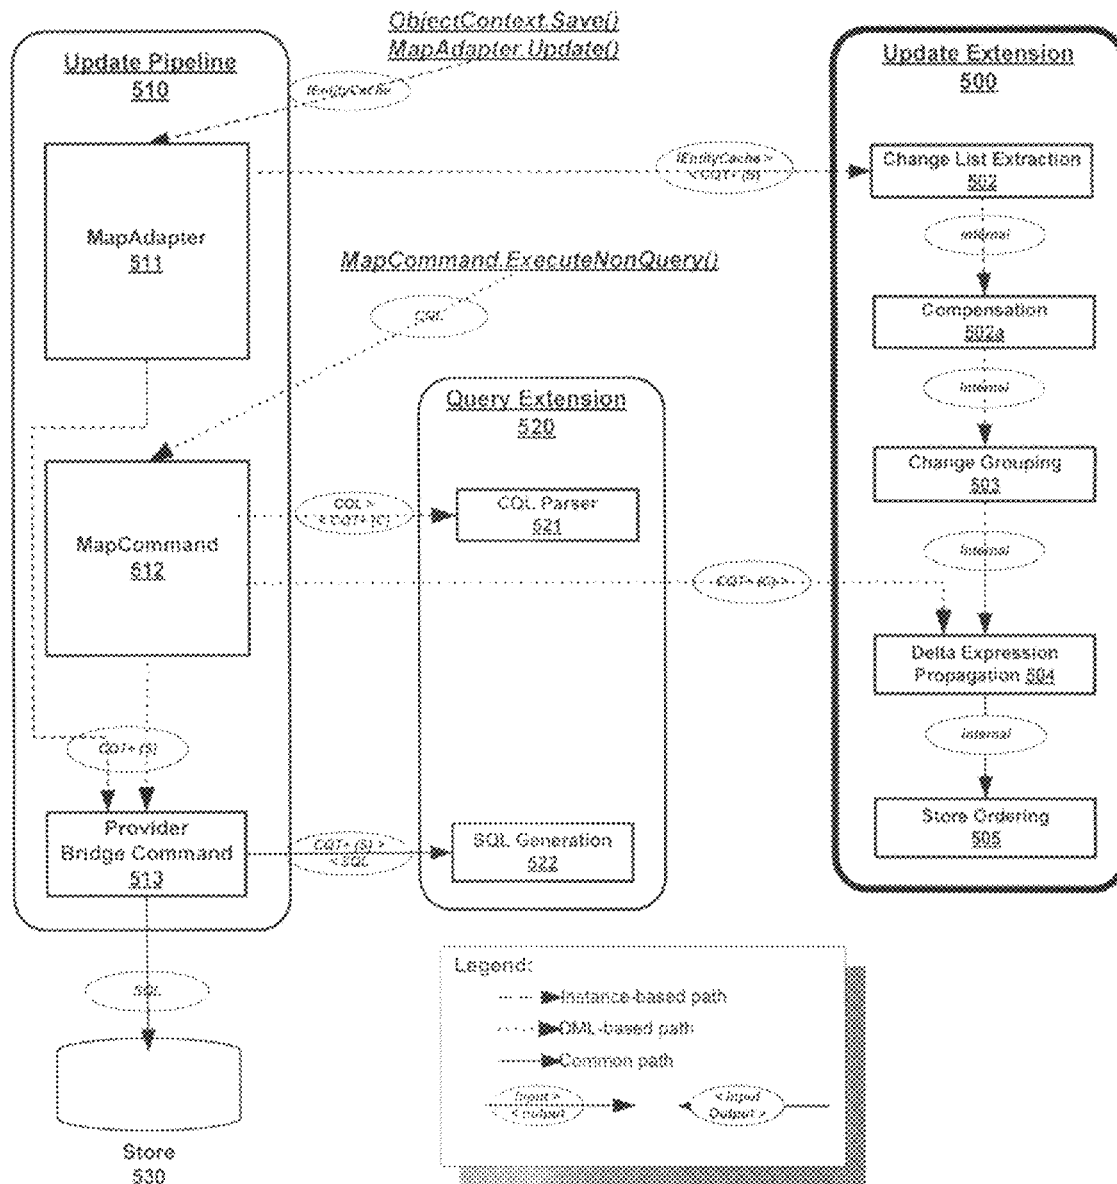 ObjectContext.Save()
MapAdapter.Update()
Update Pipeline
510
IEntityCache
MapAdapter
511
IEntityCache >
< CQT+ (S)
Update Extension
500
Change List Extraction
502
internal
Compensation
502a
internal
Change Grouping
503
internal
Delta Expression
Propagation 504
internal
Store Ordering
505
MapCommand.ExecuteNonQuery()
CQL
Query Extension
520
MapCommand
512
CQL >
< CQT+ (C)
CQL Parser
521
CQT+ (C) >
CQT+ (S)
Provider
Bridge Command
513
CQT+ (S) >
< SQL
SQL Generation
522
SQL
Store
530
Legend:
Instance-based path
DML-based path
Common path
Input >
< output
< Input
Output >